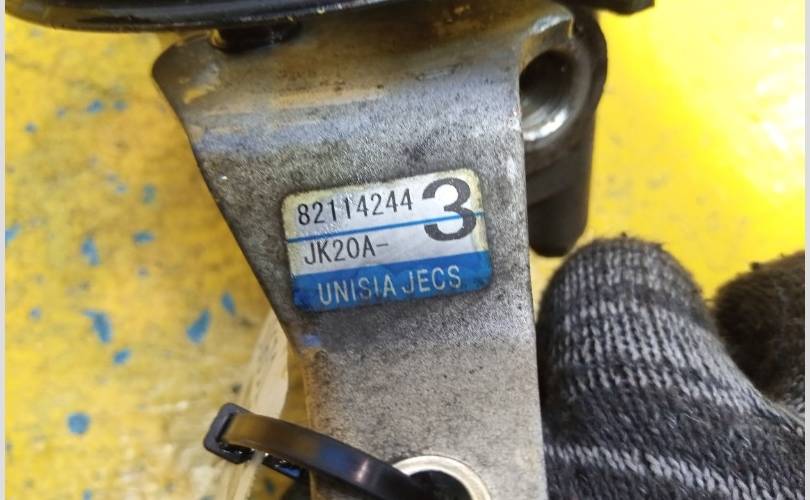 82114244 3
JK20A-
UNISIA JECS